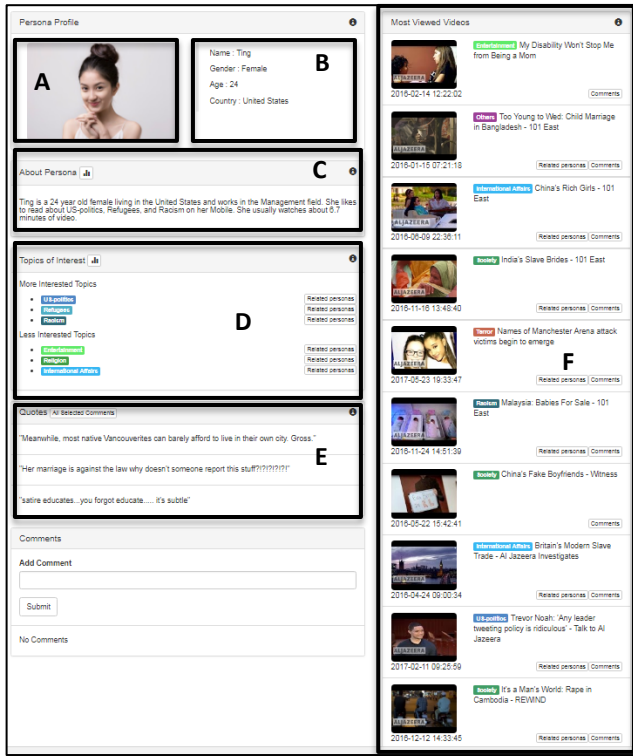 Persona Profile
A
Name : Ting
Gender : Female
Age : 24
Country : United States
B
About Persona
C
Ting is a 24 year old female living in the United States and works in the Management field. She likes
to read about US-politics, Refugees, and Racism on her Mobile. She usually watches about 6.7
minutes of video.
Topics of Interest
More Interested Topics
US-politics Related personas
Refugees Related personas
Racism Related personas
D
Less Interested Topics
Entertainment Related personas
Religion Related personas
International Affairs Related personas
Quotes All Selected Comments
"Meanwhile, most native Vancouverites can barely afford to live in their own city. Gross."
E
"Her marriage is against the law why doesn't someone report this stuff?!?!?!?!?!"
"satire educates...you forgot educate..... it's subtle"
Comments
Add Comment
Submit
No Comments
Most Viewed Videos
Entertainment My Disability Won't Stop Me
from Being a Mom
ALJAZEERA
2016-02-14 12:22:02 Comments
Others Too Young to Wed: Child Marriage
in Bangladesh - 101 East
ALJAZEERA
2016-01-15 07:21:18 Related personas Comments
International Affairs China's Rich Girls - 101
East
ALJAZEERA
2016-06-09 22:36:11 Related personas Comments
Society India's Slave Brides - 101 East
ALJAZEERA
2016-11-16 13:48:40 Related personas Comments
Terror Names of Manchester Arena attack
victims begin to emerge
F
ALJAZEERA
2017-05-23 19:33:47 Related personas Comments
Racism Malaysia: Babies For Sale - 101
East
ALJAZEERA
2016-11-24 14:51:39 Related personas Comments
Society China's Fake Boyfriends - Witness
2016-05-22 15:42:41 Comments
International Affairs Britain's Modern Slave
Trade - Al Jazeera Investigates
ALJAZEERA
2016-04-24 09:00:34 Related personas Comments
US-politics Trevor Noah: 'Any leader
tweeting policy is ridiculous' - Talk to Al
Jazeera
ALJAZEERA
2017-02-11 09:25:59 Related personas Comments
Society It's a Man's World: Rape in
Cambodia - REWIND
ALJAZEERA
2016-12-12 14:33:45 Related personas Comments